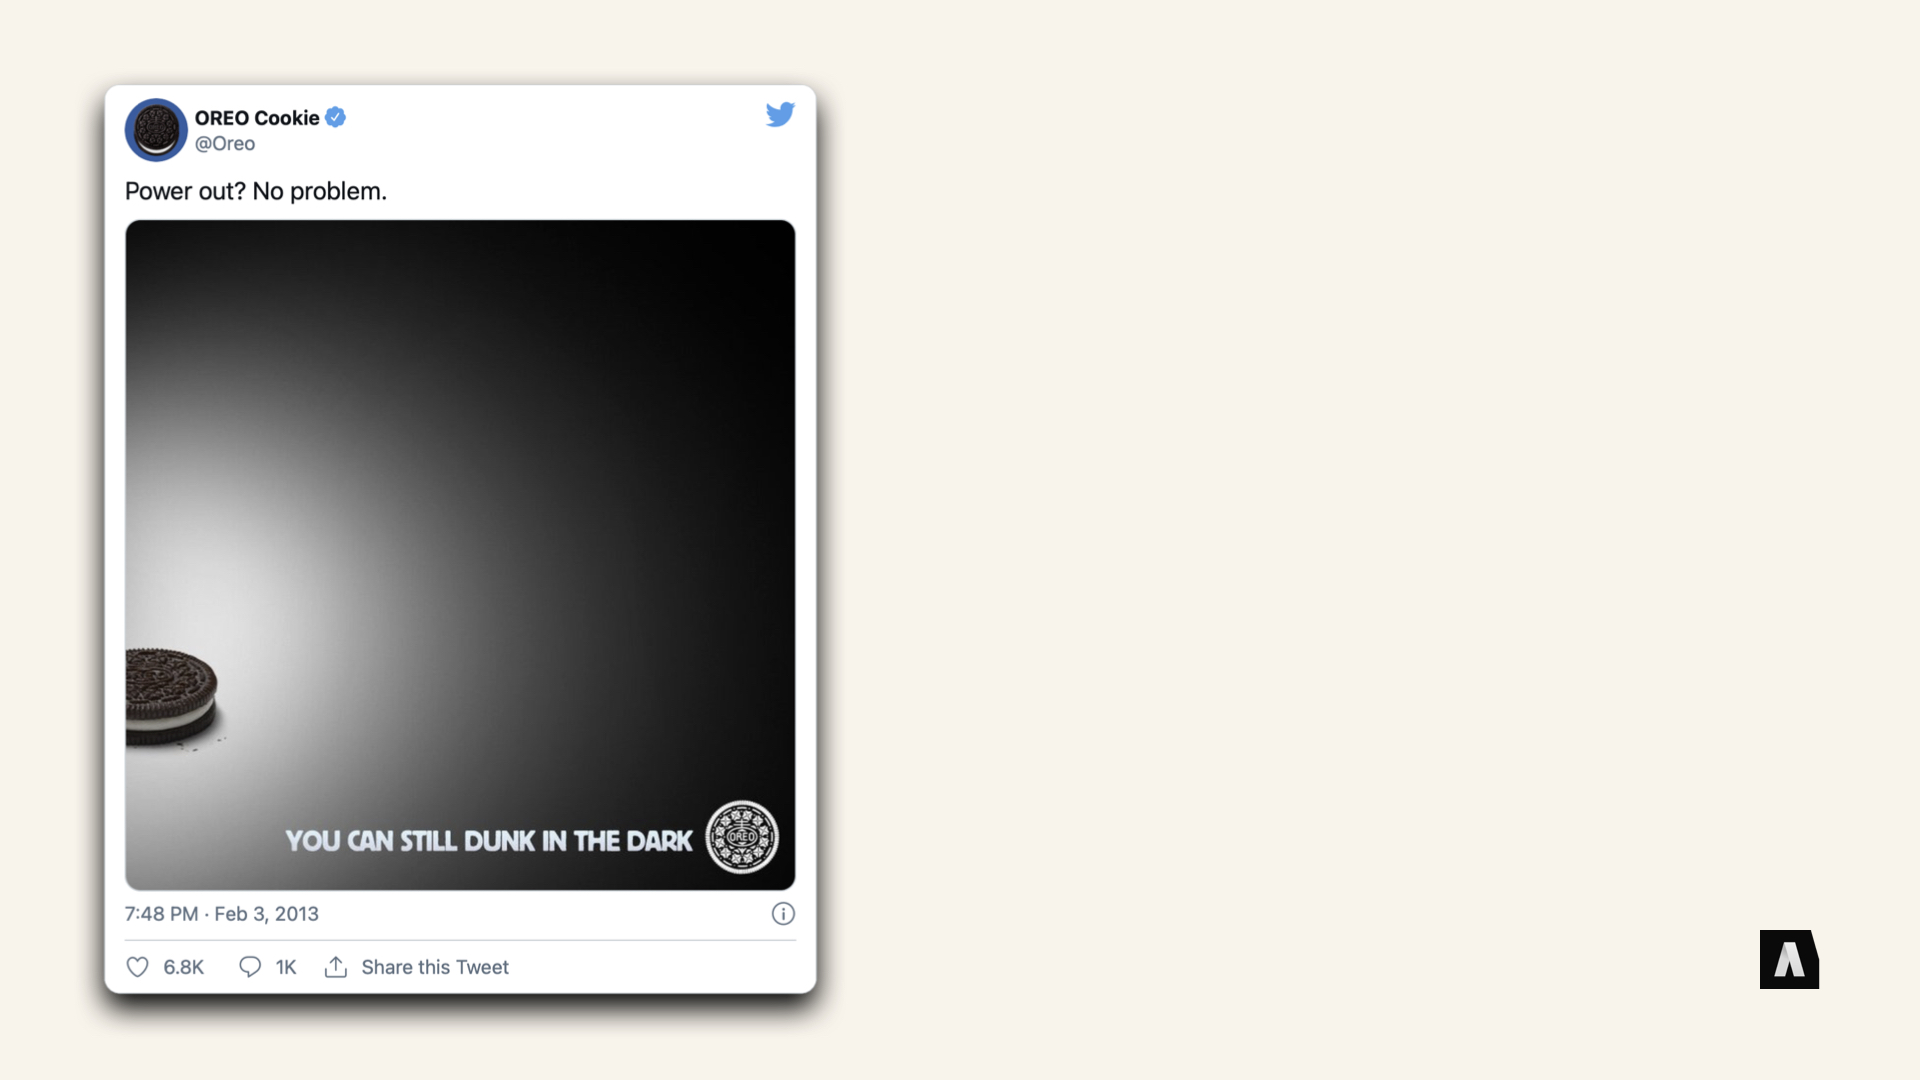 OREO Cookie
@Oreo
Power out? No problem.
YOU CAN STILL DUNK IN THE DARK
OREO
7:48 PM · Feb 3, 2013
6.8K 1K Share this Tweet